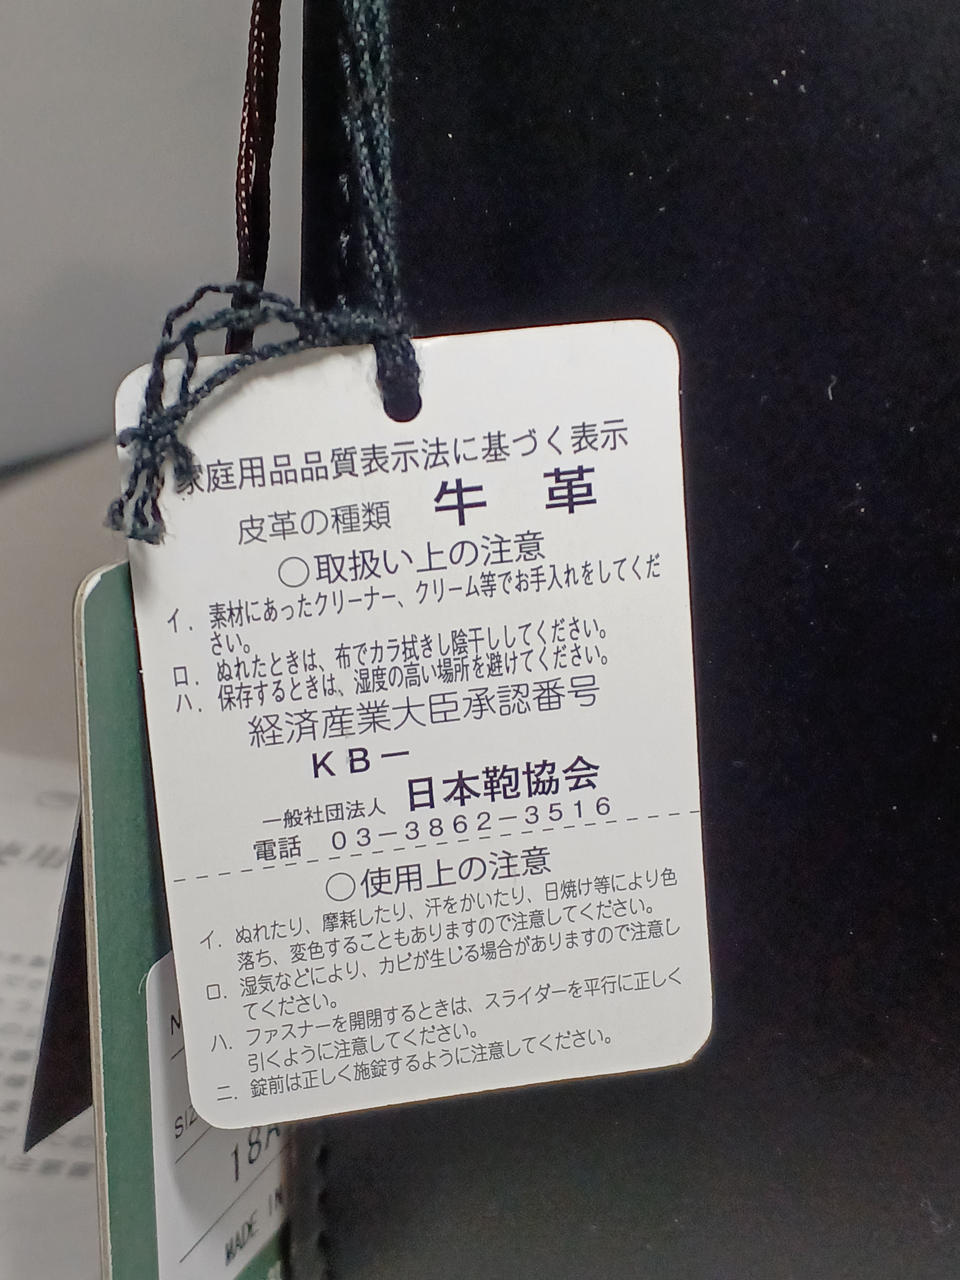 家庭用品品質表示法に基づく表示
皮革の種類 牛 革
○取扱い上の注意
イ. 素材にあったクリーナー、クリーム等でお手入れをしてくだ
さい。
ロ. ぬれたときは、布でカラ拭きし陰干ししてください。
ハ. 保存するときは、湿度の高い場所を避けてください。
経済産業大臣承認番号
KB－
一般社団法人 日本鞄協会
電話 03－3862－3516
○使用上の注意
イ. ぬれたり、摩耗したり、汗をかいたり、日焼け等により色
落ち、変色することもありますので注意してください。
ロ. 湿気などにより、カビが生じる場合がありますので注意し
てください。
ハ. ファスナーを開閉するときは、スライダーを平行に正しく
引くように注意してください。
ニ. 錠前は正しく施錠するように注意してください。
18
MADE IN